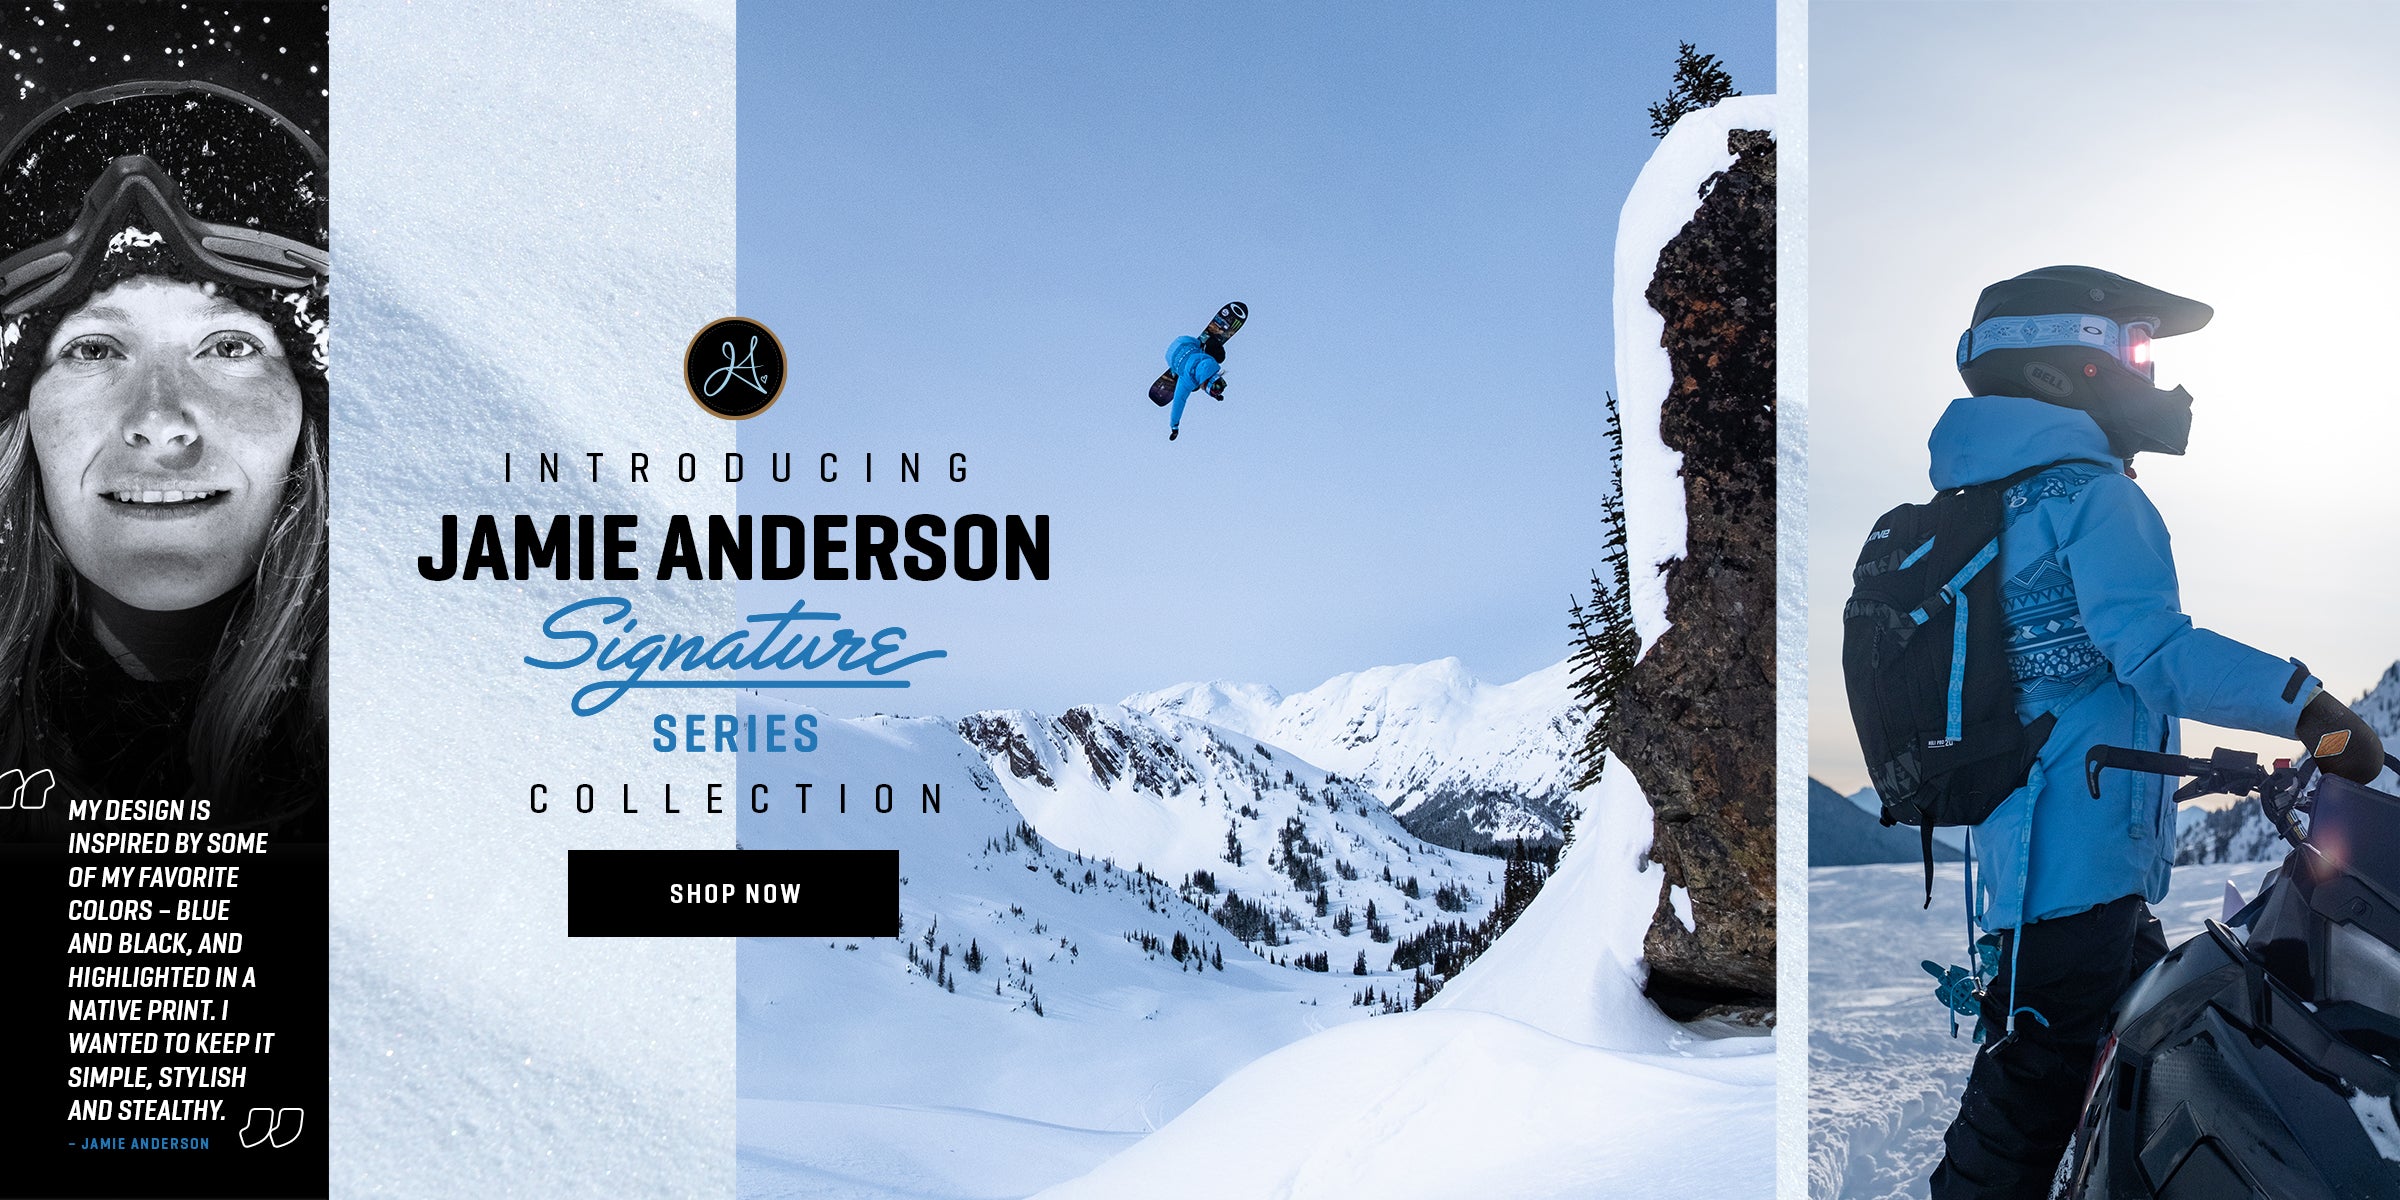 MY DESIGN IS
INSPIRED BY SOME
OF MY FAVORITE
COLORS – BLUE
AND BLACK, AND
HIGHLIGHTED IN A
NATIVE PRINT. I
WANTED TO KEEP IT
SIMPLE, STYLISH
AND STEALTHY.
– JAMIE ANDERSON
JA
INTRODUCING
JAMIE ANDERSON
Signature
SERIES
COLLECTION
SHOP NOW
BELL